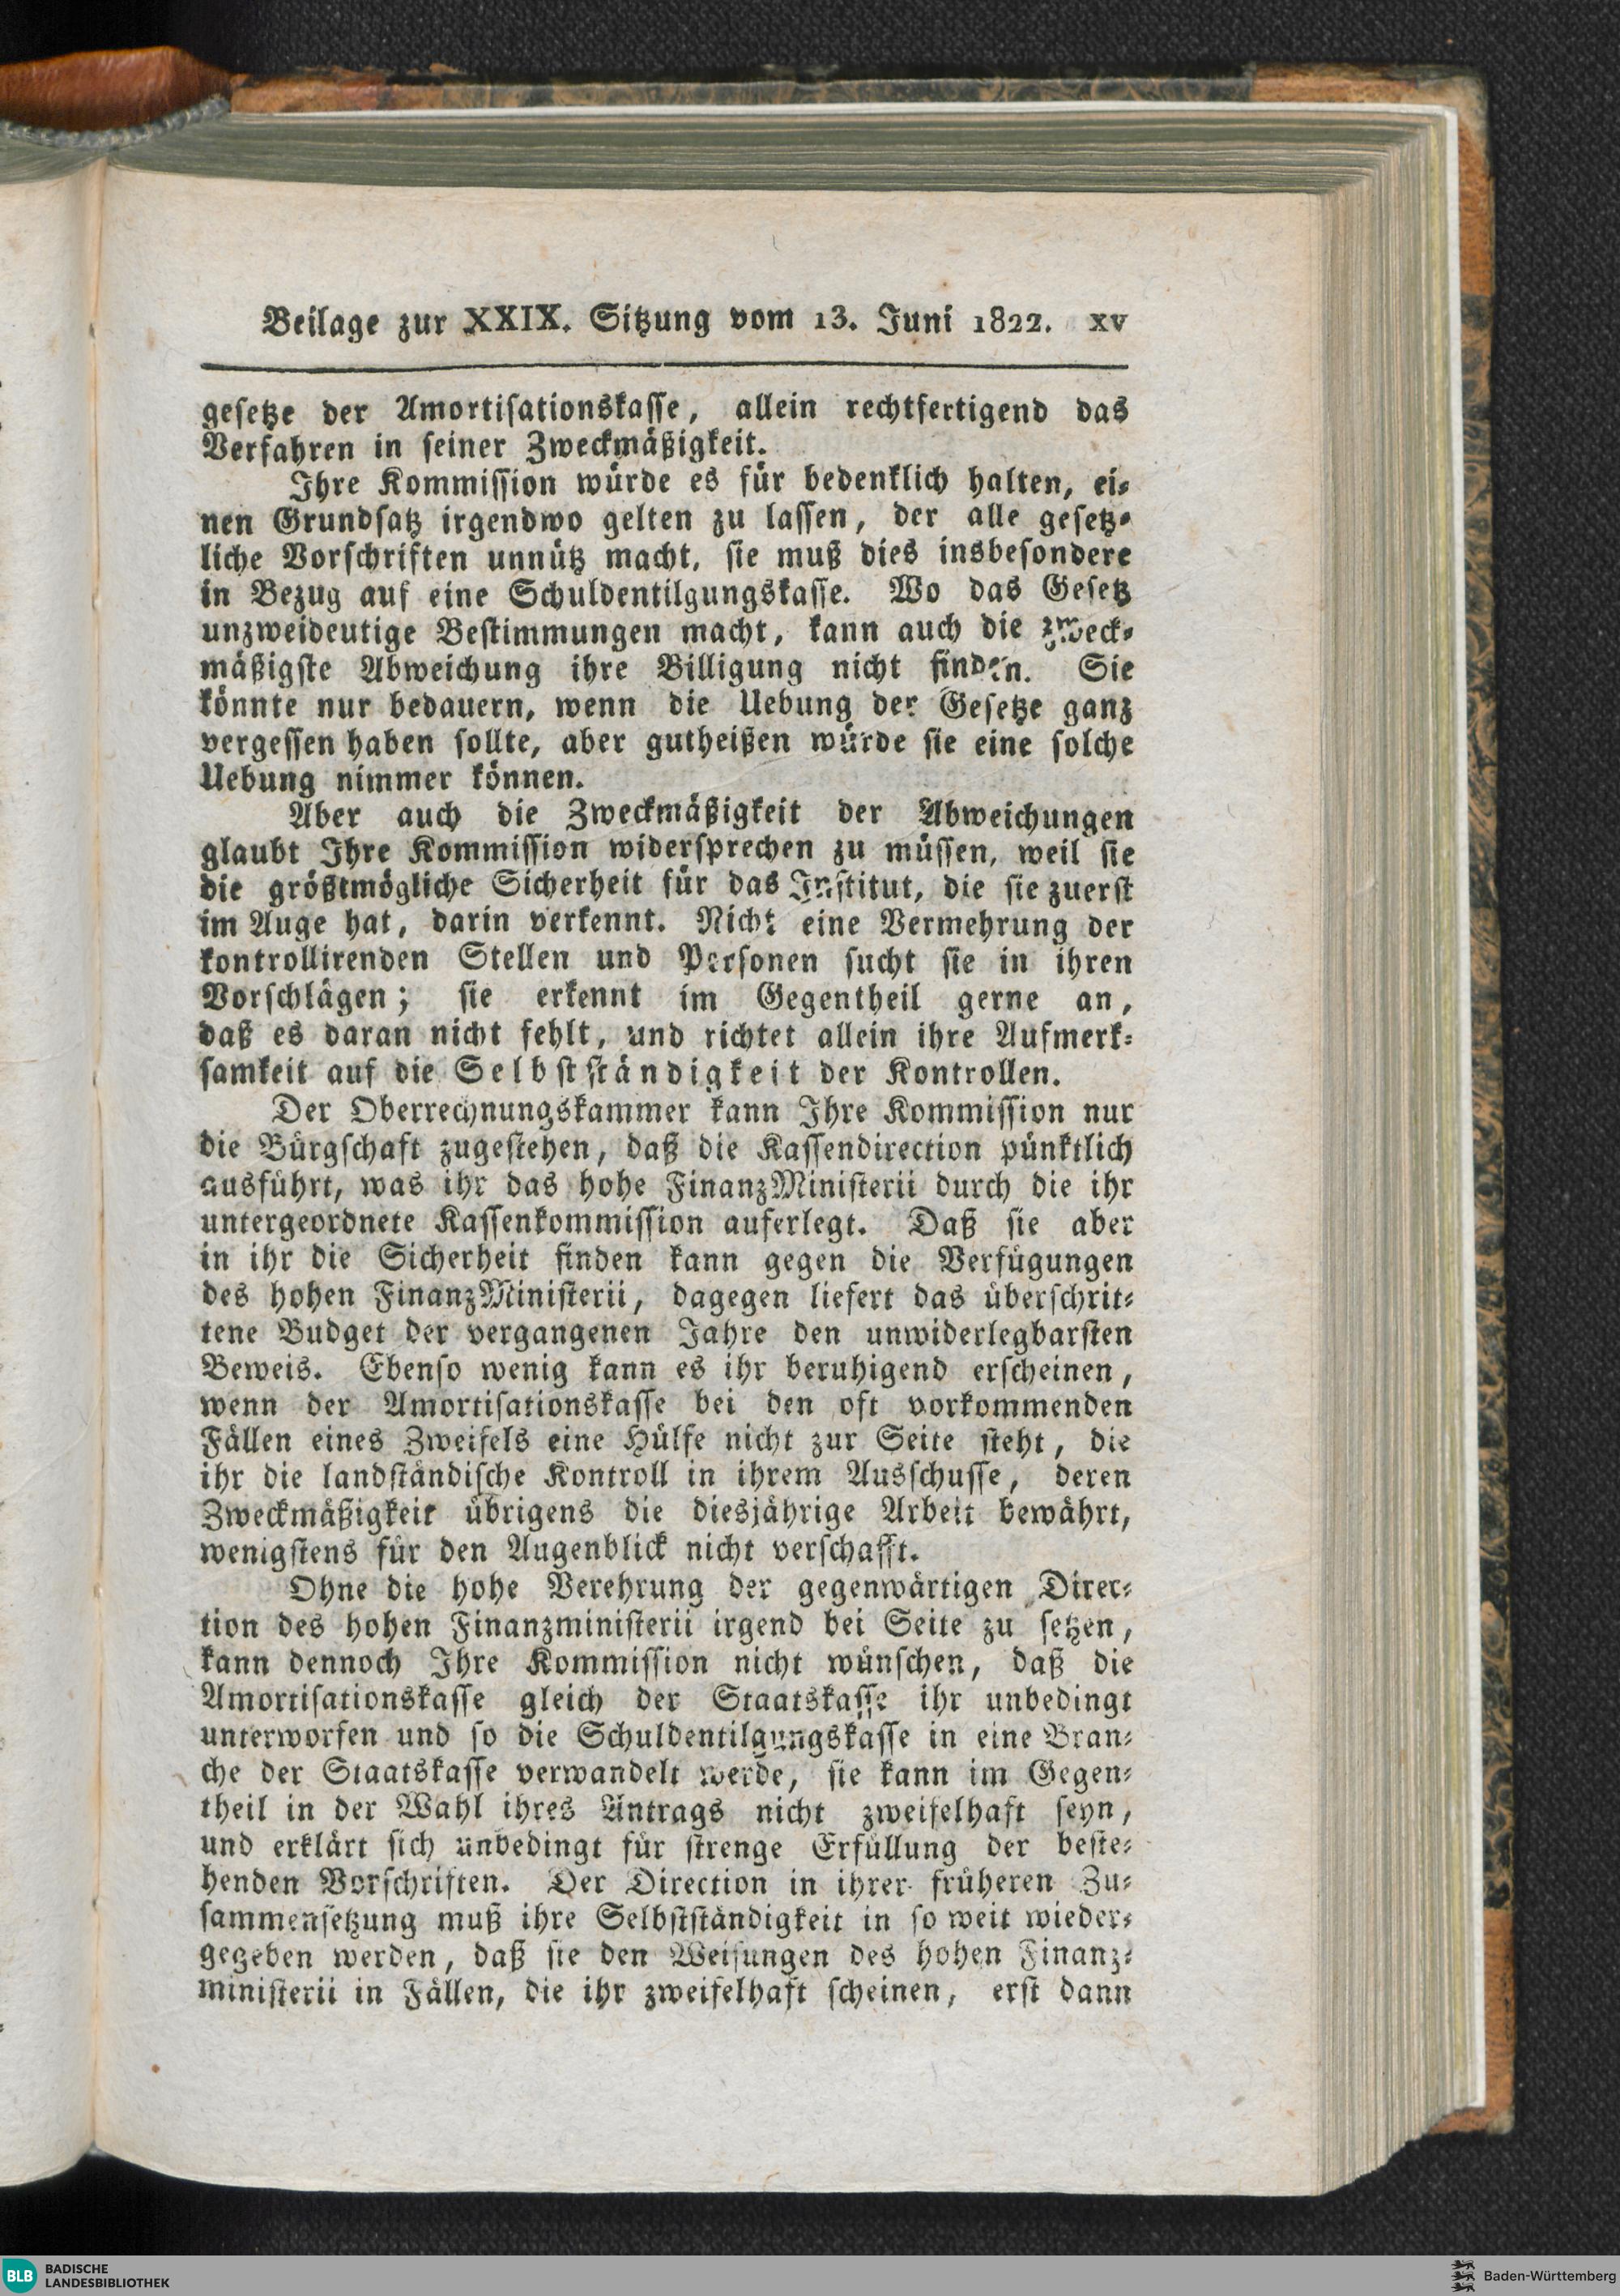 Beilage zur XXIX. Sitzung vom 13. Juni 1822. XV
gesetze der Amortisationskasse, allein rechtfertigend das
Verfahren in seiner Zweckmäßigkeit.
Ihre Kommission würde es für bedenklich halten, ei-
nen Grundsatz irgendwo gelten zu lassen, der alle gesetz-
liche Vorschriften unnütz macht, sie muß dies insbesondere
in Bezug auf eine Schuldentilgungskasse. Wo das Gesetz
unzweideutige Bestimmungen macht, kann auch die zweck-
mäßigste Abweichung ihre Billigung nicht finden. Sie
könnte nur bedauern, wenn die Uebung der Gesetze ganz
vergessen haben sollte, aber gutheißen würde sie eine solche
Uebung nimmer können.
Aber auch die Zweckmäßigkeit der Abweichungen
glaubt Ihre Kommission widersprechen zu müssen, weil sie
die größtmögliche Sicherheit für das Institut, die sie zuerst
im Auge hat, darin verkennt. Nicht eine Vermehrung der
kontrollirenden Stellen und Personen sucht sie in ihren
Vorschlägen; sie erkennt im Gegentheil gerne an,
daß es daran nicht fehlt, und richtet allein ihre Aufmerk-
samkeit auf die Selbstständigkeit der Kontrollen.
Der Oberrechnungskammer kann Ihre Kommission nur
die Bürgschaft zugestehen, daß die Kassendirection pünktlich
ausführt, was ihr das hohe FinanzMinisterii durch die ihr
untergeordnete Kassenkommission auferlegt. Daß sie aber
in ihr die Sicherheit finden kann gegen die Verfügungen
des hohen FinanzMinisterii, dagegen liefert das überschrit-
tene Budget der vergangenen Jahre den unwiderlegbarsten
Beweis. Ebenso wenig kann es ihr beruhigend erscheinen,
wenn der Amortisationskasse bei den oft vorkommenden
Fällen eines Zweifels eine Hülfe nicht zur Seite steht, die
ihr die landständische Kontroll in ihrem Ausschusse, deren
Zweckmäßigkeit übrigens die diesjährige Arbeit bewährt,
wenigstens für den Augenblick nicht verschafft.
Ohne die hohe Verehrung der gegenwärtigen Direc-
tion des hohen Finanzministerii irgend bei Seite zu setzen,
kann dennoch Ihre Kommission nicht wünschen, daß die
Amortisationskasse gleich der Staatskasse ihr unbedingt
unterworfen und so die Schuldentilgungskasse in eine Bran-
che der Staatskasse verwandelt werde, sie kann im Gegen-
theil in der Wahl ihres Antrags nicht zweifelhaft seyn,
und erklärt sich unbedingt für strenge Erfüllung der beste-
henden Vorschriften. Der Direction in ihrer früheren Zu-
sammensetzung muß ihre Selbstständigkeit in so weit wieder-
gegeben werden, daß sie den Weisungen des hohen Finanz-
ministerii in Fällen, die ihr zweifelhaft scheinen, erst dann
BLB BADISCHE
LANDESBIBLIOTHEK
Baden-Württemberg